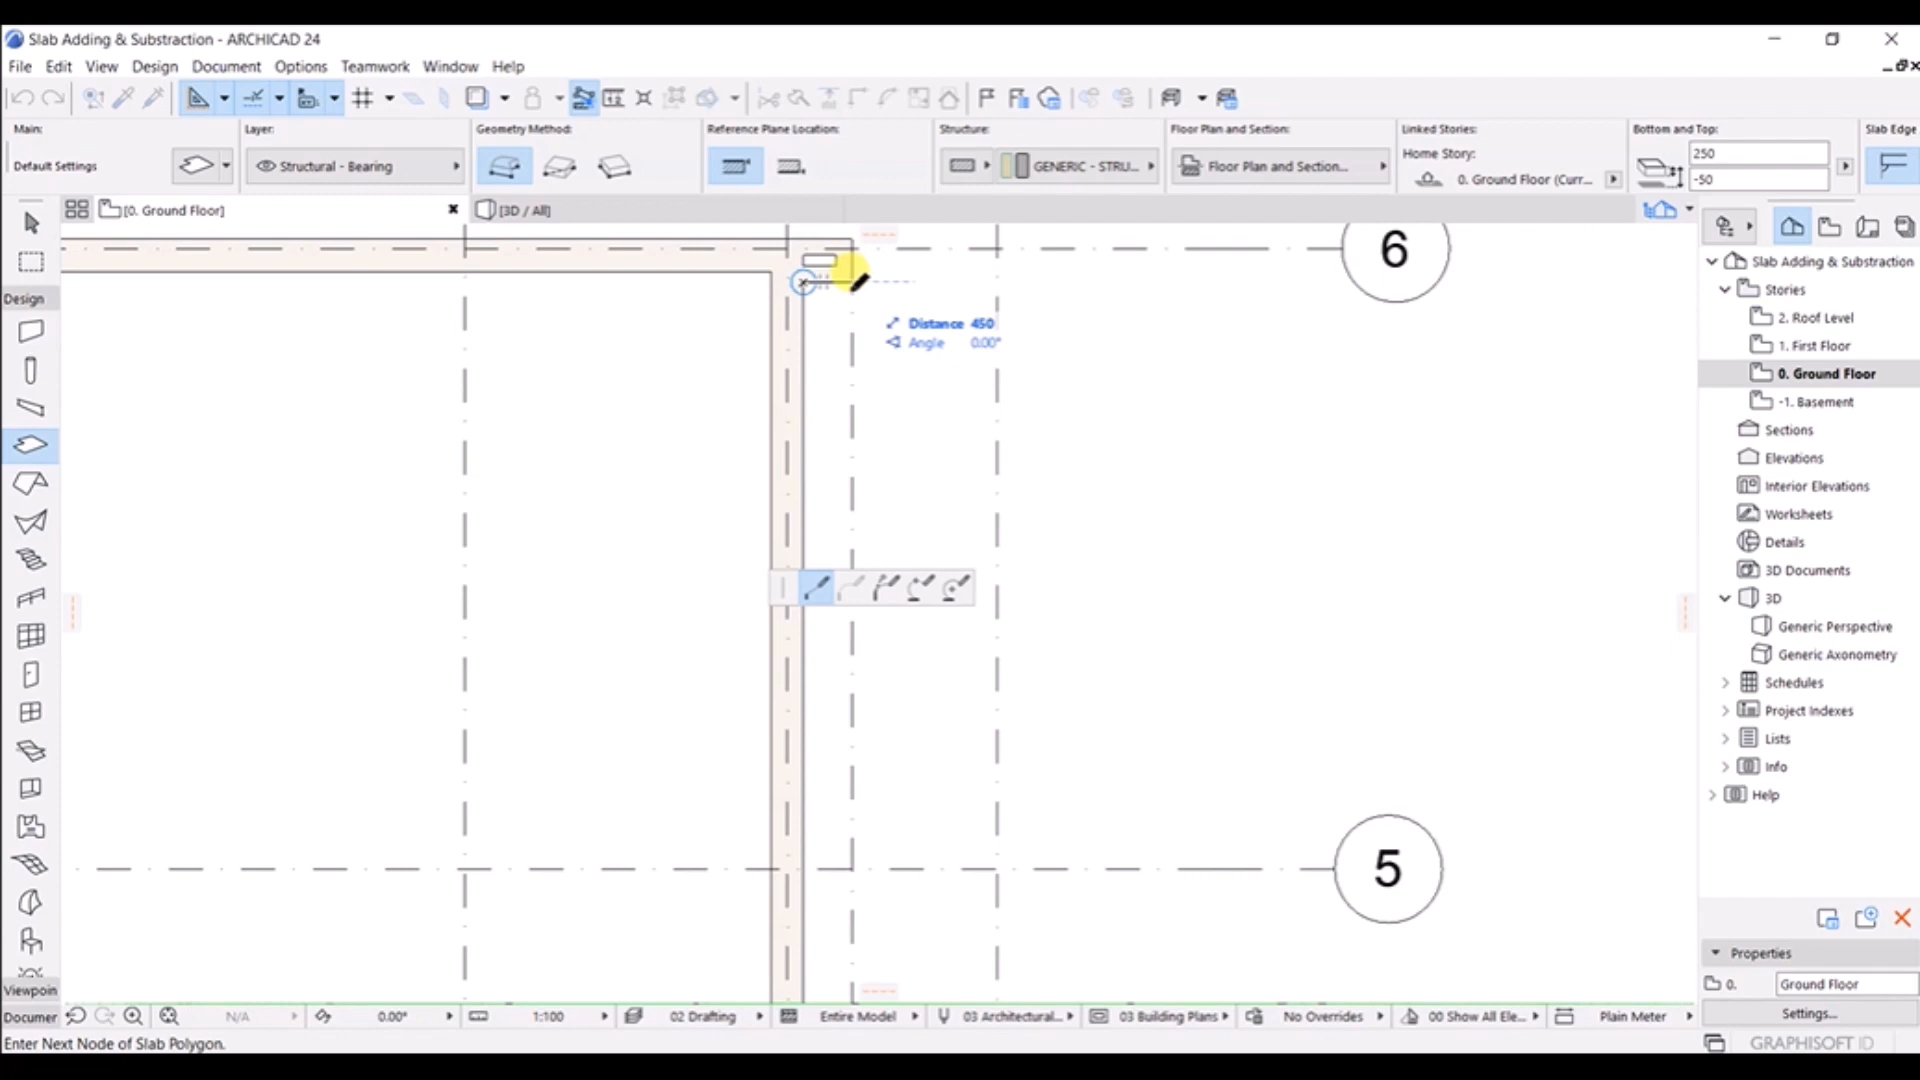 Slab Adding & Substraction - ARCHICAD 24
File Edit View Design Document Options Teamwork Window Help
Main: Layer: Geometry Method: Reference Plane Location: Structure: Floor Plan and Section: Linked Stories: Bottom and Top: Slab Edge
Home Story:
250
Default Settings Structural - Bearing GENERIC - STRU... Floor Plan and Section...
0. Ground Floor (Curr...
-50
[0. Ground Floor] [3D / All]
Design
6
Distance 450
Angle 0.00°
5
Slab Adding & Substraction
Stories
2. Roof Level
1. First Floor
0. Ground Floor
-1. Basement
Sections
Elevations
Interior Elevations
Worksheets
Details
3D Documents
3D
Generic Perspective
Generic Axonometry
Schedules
Project Indexes
Lists
Info
Help
Properties
0. Ground Floor
Settings...
Viewpoin
Documer N/A 0.00° 1:100 02 Drafting Entire Model 03 Architectural... 03 Building Plans No Overrides 00 Show All Ele... Plain Meter
Enter Next Node of Slab Polygon.
GRAPHISOFT ID